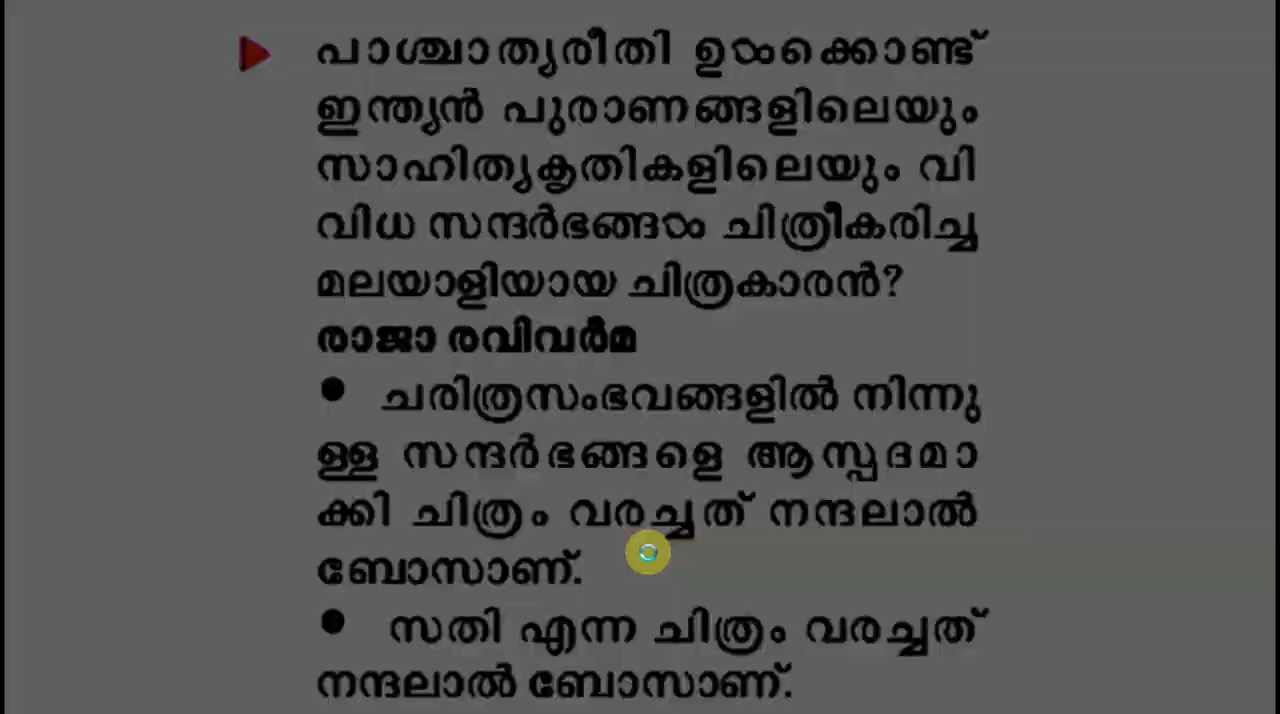 പാശ്ചാത്യരീതി ഉൾക്കൊണ്ട്
ഇന്ത്യൻ പുരാണങ്ങളിലെയും
സാഹിത്യകൃതികളിലെയും വി
വിധ സന്ദർഭങ്ങൾ ചിത്രീകരിച്ച
മലയാളിയായ ചിത്രകാരൻ?
രാജാ രവിവർമ
• ചരിത്രസംഭവങ്ങളിൽ നിന്നു
ള്ള സന്ദർഭങ്ങളെ ആസ്പദമാ
ക്കി ചിത്രം വരച്ചത് നന്ദലാൽ
ബോസാണ്.
• സതി എന്ന ചിത്രം വരച്ചത്
നന്ദലാൽ ബോസാണ്.